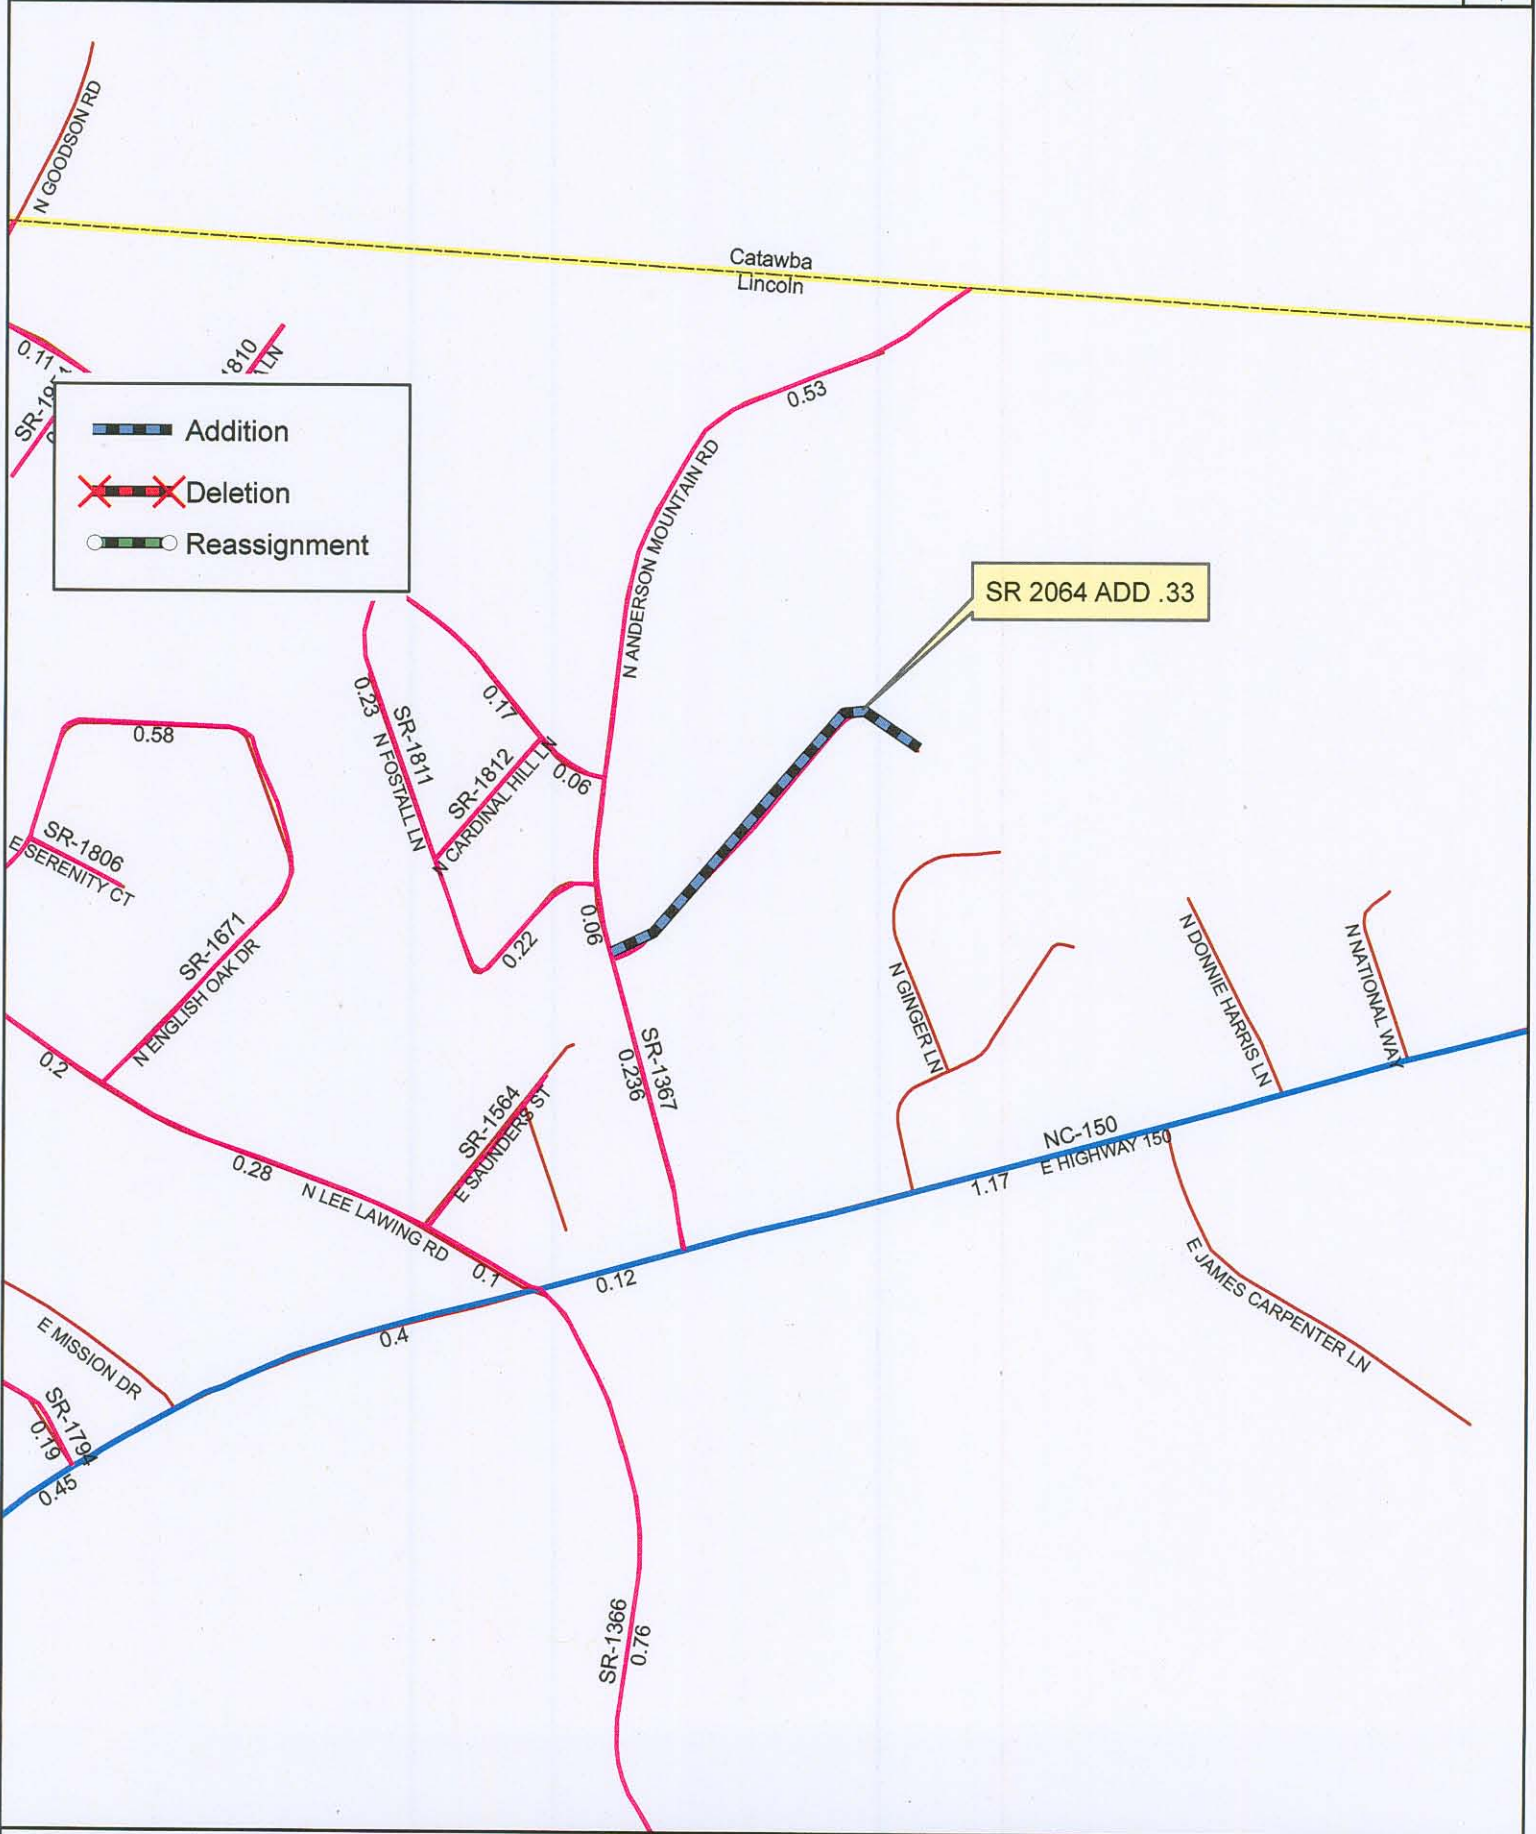 N GOODSON RD
Catawba
Lincoln
0.11
0.53
Addition
Deletion
Reassignment
N ANDERSON MOUNTAIN RD
SR 2064 ADD .33
0.23
SR-1811
N FOSTALL LN
0.17
SR-1812
N CARDINAL HILL LN
0.06
0.58
SR-1806
E SERENITY CT
SR-1671
N ENGLISH OAK DR
0.06
0.22
0.2
SR-1367
0.236
N GINGER LN
N DONNIE HARRIS LN
N NATIONAL WAY
SR-1564
E SAUNDERS ST
0.28
N LEE LAWING RD
0.1
NC-150
E HIGHWAY 150
1.17
0.12
0.4
E JAMES CARPENTER LN
E MISSION DR
SR-1794
0.19
0.45
SR-1366
0.76